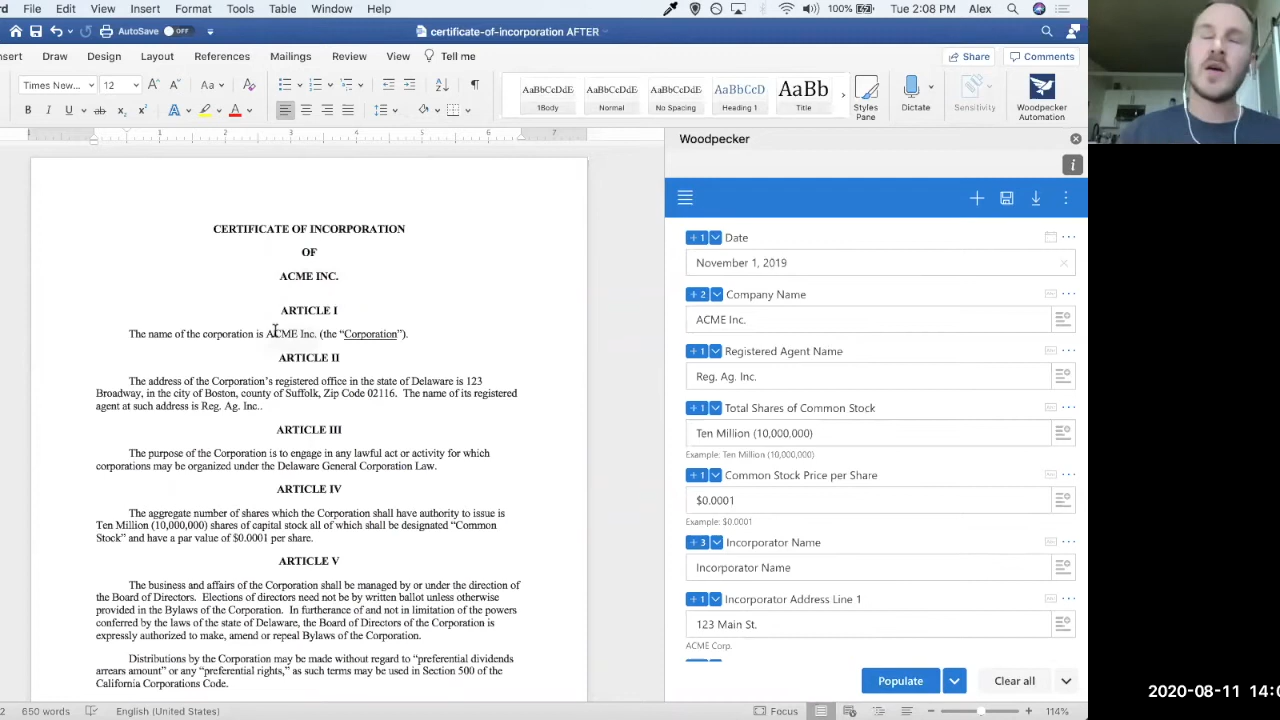 d File Edit View Insert Format Tools Table Window Help 100% Tue 2:08 PM Alex
AutoSave OFF certificate-of-incorporation AFTER
nsert Draw Design Layout References Mailings Review View Tell me Share Comments
Times New... 12 AaBbCcDdE AaBbCcDdE AaBbCcDdE AaBbCcD AaBb
B I U ab x₂ x² A A 1Body Normal No Spacing Heading 1 Title Styles Pane Dictate Sensitivity Woodpecker Automation
1 1 2 3 4 5 6 7
Woodpecker
CERTIFICATE OF INCORPORATION
OF
ACME INC.
ARTICLE I
The name of the corporation is ACME Inc. (the “Corporation”).
ARTICLE II
The address of the Corporation’s registered office in the state of Delaware is 123
Broadway, in the city of Boston, county of Suffolk, Zip Code 02116. The name of its registered
agent at such address is Reg. Ag. Inc..
ARTICLE III
The purpose of the Corporation is to engage in any lawful act or activity for which
corporations may be organized under the Delaware General Corporation Law.
ARTICLE IV
The aggregate number of shares which the Corporation shall have authority to issue is
Ten Million (10,000,000) shares of capital stock all of which shall be designated “Common
Stock” and have a par value of $0.0001 per share.
ARTICLE V
The business and affairs of the Corporation shall be managed by or under the direction of
the Board of Directors. Elections of directors need not be by written ballot unless otherwise
provided in the Bylaws of the Corporation. In furtherance of and not in limitation of the powers
conferred by the laws of the state of Delaware, the Board of Directors of the Corporation is
expressly authorized to make, amend or repeal Bylaws of the Corporation.
Distributions by the Corporation may be made without regard to “preferential dividends
arrears amount” or any “preferential rights,” as such terms may be used in Section 500 of the
California Corporations Code.
+ 1 Date
November 1, 2019
+ 2 Company Name
ACME Inc.
+ 1 Registered Agent Name
Reg. Ag. Inc.
+ 1 Total Shares of Common Stock
Ten Million (10,000,000)
Example: Ten Million (10,000,000)
+ 1 Common Stock Price per Share
$0.0001
Example: $0.0001
+ 3 Incorporator Name
Incorporator Name
+ 1 Incorporator Address Line 1
123 Main St.
ACME Corp.
Populate Clear all
2 650 words English (United States) Focus 114%
2020-08-11 14:0